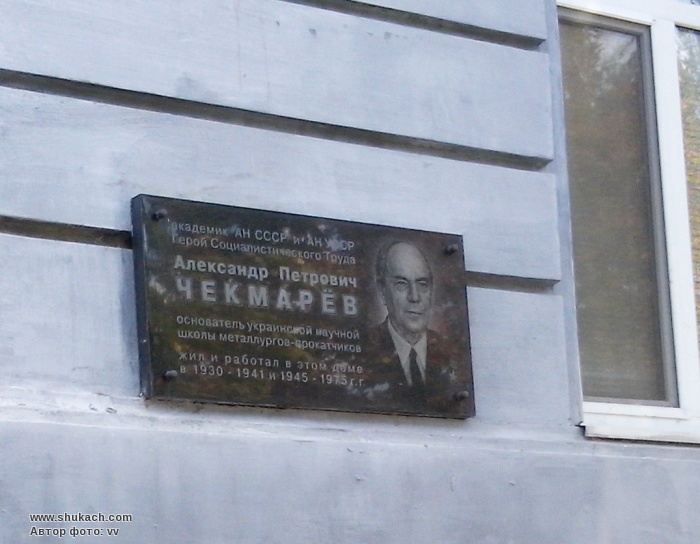 академик АН СССР и АН УССР
Герой Социалистического Труда
Александр Петрович
ЧЕКМАРЁВ
основатель украинской научной
школы металлургов-прокатчиков
жил и работал в этом доме
в 1930 - 1941 и 1945 - 1975 г.г.
www.shukach.com
Автор фото: vv